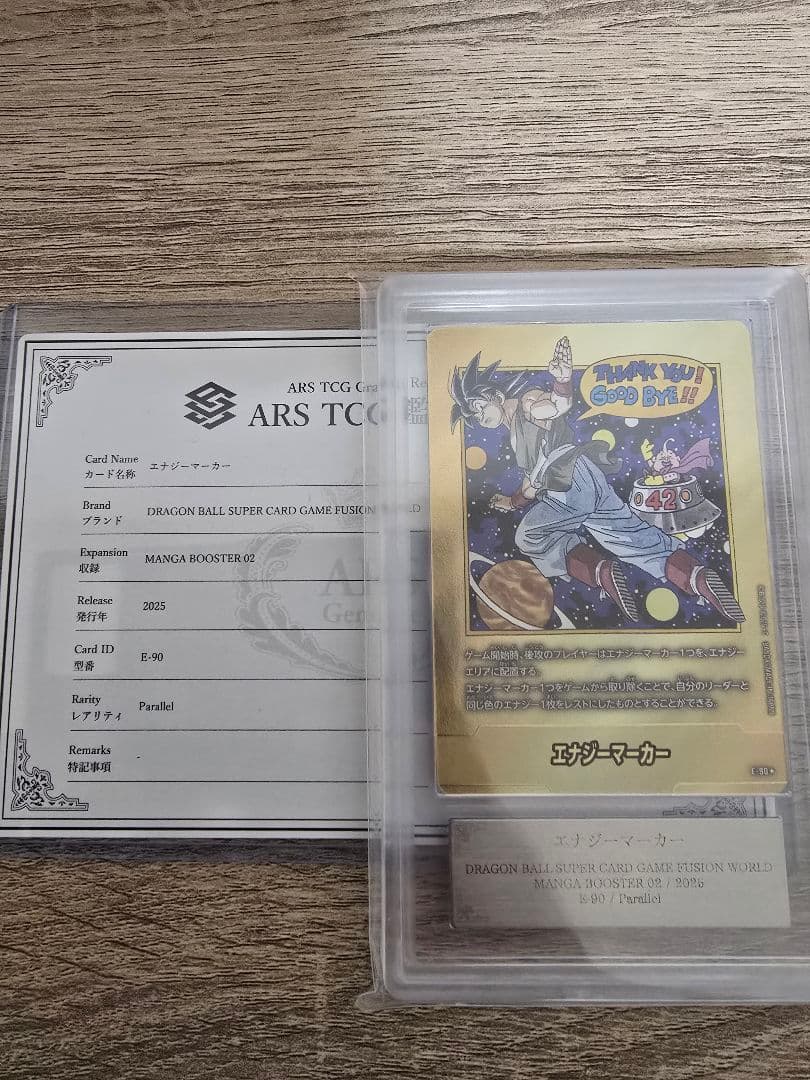 ARS TCG Gra
ARS TCG
Card Name
カード名称 エナジーマーカー
Brand
ブランド DRAGON BALL SUPER CARD GAME FUSION WORLD
Expansion
収録 MANGA BOOSTER 02
Release
発行年 2025
Card ID
型番 E-90
Rarity
レアリティ Parallel
Remarks
特記事項 -
THANK YOU!
GOOD BYE!!
42
ゲーム開始時、後攻のプレイヤーはエナジーマーカー1つを、エナジー
エリアに配置する。
エナジーマーカー1つをゲームから取り除くことで、自分のリーダーと
同じ色のエナジー1枚をレストにしたものとすることができる。
エナジーマーカー
E-90★
エナジーマーカー
DRAGON BALL SUPER CARD GAME FUSION WORLD
MANGA BOOSTER 02 / 2025
E-90 / Parallel